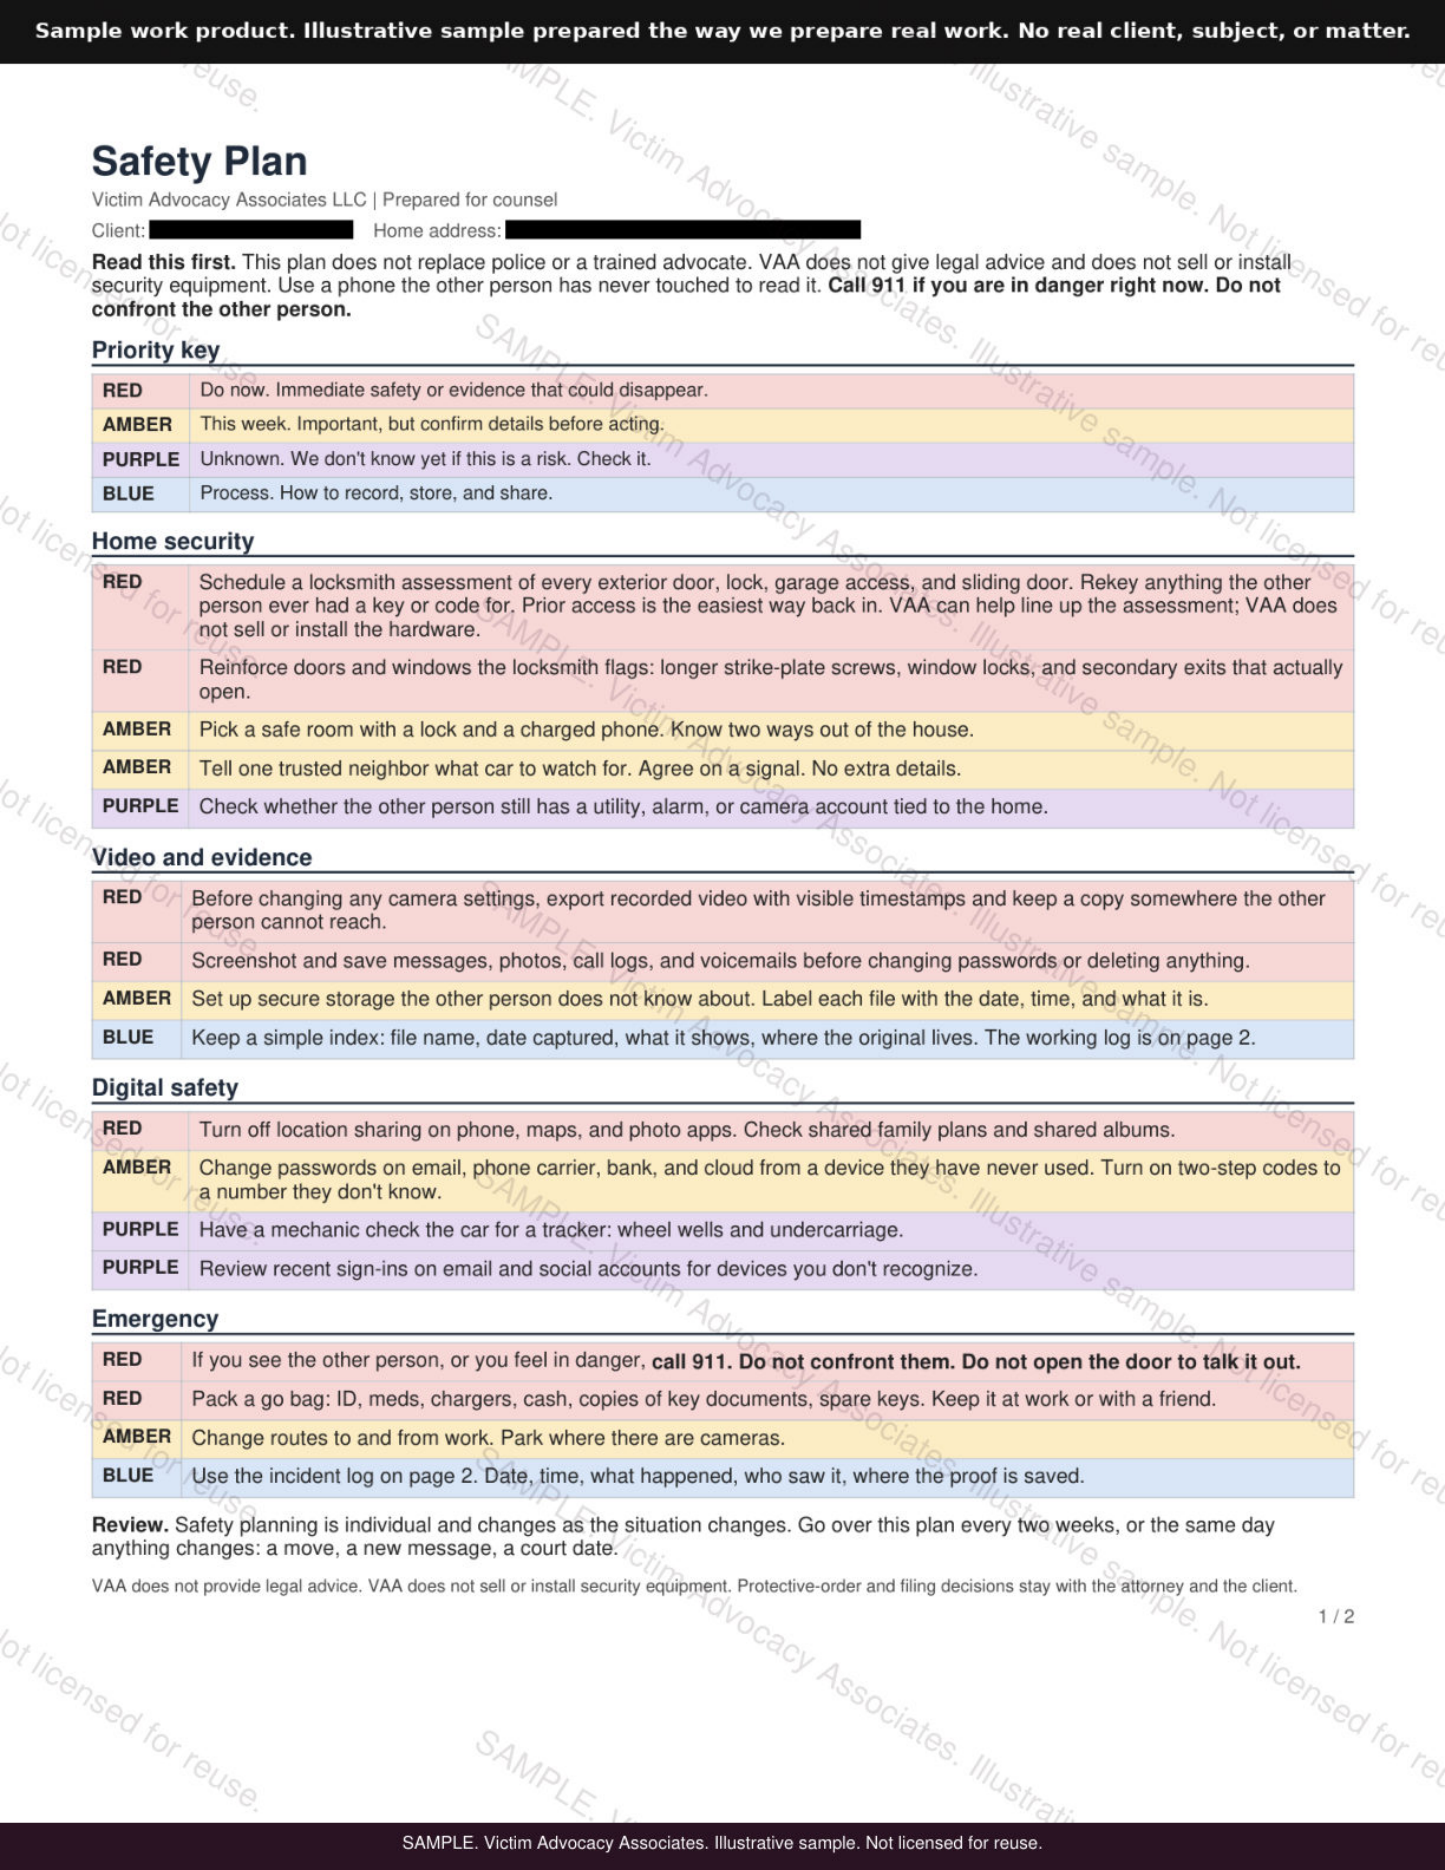 Sample work product. Illustrative sample prepared the way we prepare real work. No real client, subject, or matter.
Safety Plan
Victim Advocacy Associates LLC | Prepared for counsel
Client: Home address:
Read this first. This plan does not replace police or a trained advocate. VAA does not give legal advice and does not sell or install
security equipment. Use a phone the other person has never touched to read it. Call 911 if you are in danger right now. Do not
confront the other person.
Priority key
RED Do now. Immediate safety or evidence that could disappear.
AMBER This week. Important, but confirm details before acting.
PURPLE Unknown. We don't know yet if this is a risk. Check it.
BLUE Process. How to record, store, and share.
Home security
RED Schedule a locksmith assessment of every exterior door, lock, garage access, and sliding door. Rekey anything the other
person ever had a key or code for. Prior access is the easiest way back in. VAA can help line up the assessment; VAA does
not sell or install the hardware.
RED Reinforce doors and windows the locksmith flags: longer strike-plate screws, window locks, and secondary exits that actually
open.
AMBER Pick a safe room with a lock and a charged phone. Know two ways out of the house.
AMBER Tell one trusted neighbor what car to watch for. Agree on a signal. No extra details.
PURPLE Check whether the other person still has a utility, alarm, or camera account tied to the home.
Video and evidence
RED Before changing any camera settings, export recorded video with visible timestamps and keep a copy somewhere the other
person cannot reach.
RED Screenshot and save messages, photos, call logs, and voicemails before changing passwords or deleting anything.
AMBER Set up secure storage the other person does not know about. Label each file with the date, time, and what it is.
BLUE Keep a simple index: file name, date captured, what it shows, where the original lives. The working log is on page 2.
Digital safety
RED Turn off location sharing on phone, maps, and photo apps. Check shared family plans and shared albums.
AMBER Change passwords on email, phone carrier, bank, and cloud from a device they have never used. Turn on two-step codes to
a number they don't know.
PURPLE Have a mechanic check the car for a tracker: wheel wells and undercarriage.
PURPLE Review recent sign-ins on email and social accounts for devices you don't recognize.
Emergency
RED If you see the other person, or you feel in danger, call 911. Do not confront them. Do not open the door to talk it out.
RED Pack a go bag: ID, meds, chargers, cash, copies of key documents, spare keys. Keep it at work or with a friend.
AMBER Change routes to and from work. Park where there are cameras.
BLUE Use the incident log on page 2. Date, time, what happened, who saw it, where the proof is saved.
Review. Safety planning is individual and changes as the situation changes. Go over this plan every two weeks, or the same day
anything changes: a move, a new message, a court date.
VAA does not provide legal advice. VAA does not sell or install security equipment. Protective-order and filing decisions stay with the attorney and the client.
1 / 2
SAMPLE. Victim Advocacy Associates. Illustrative sample. Not licensed for reuse.